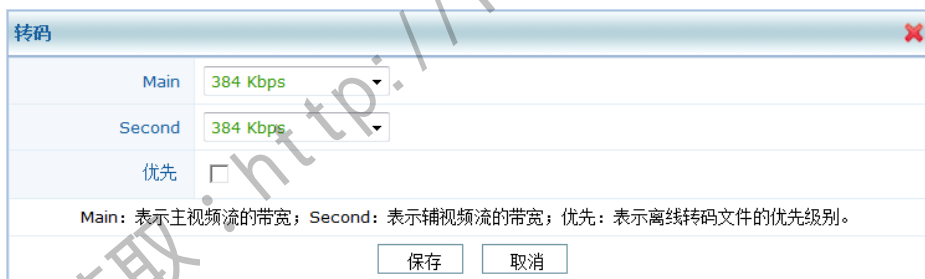 转码
Main 384 Kbps
Second 384 Kbps
优先
Main：表示主视频流的带宽；Second：表示辅视频流的带宽；优先：表示离线转码文件的优先级别。
保存 取消
取：http://